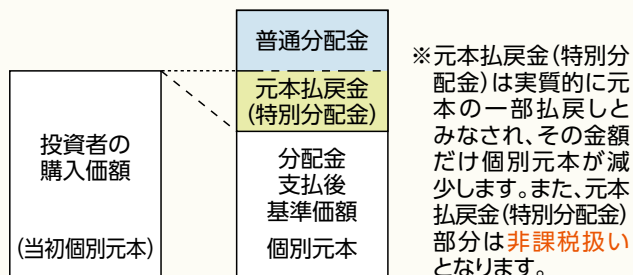 投資者の
購入価額
(当初個別元本)
普通分配金
元本払戻金
(特別分配金)
分配金
支払後
基準価額
個別元本
※元本払戻金(特別分
配金)は実質的に元
本の一部払戻しと
みなされ、その金額
だけ個別元本が減
少します。また、元本
払戻金(特別分配金)
部分は非課税扱い
となります。